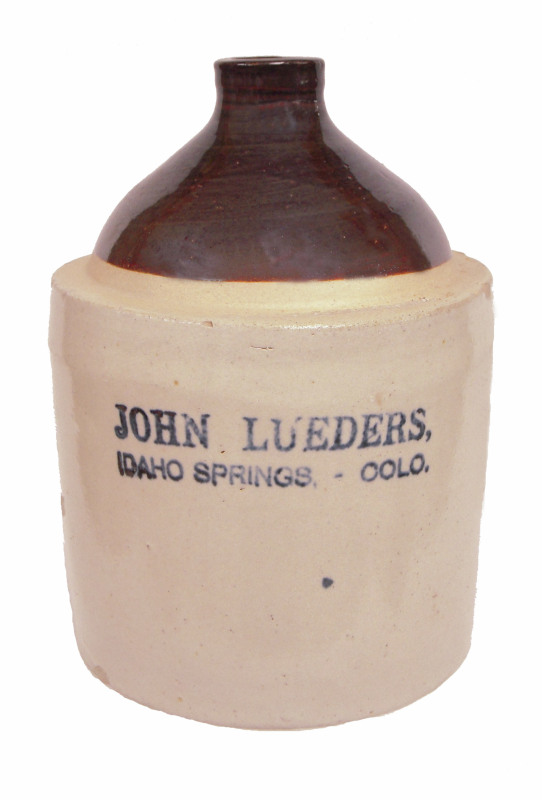 JOHN LUEDERS,
IDAHO SPRINGS. - COLO.